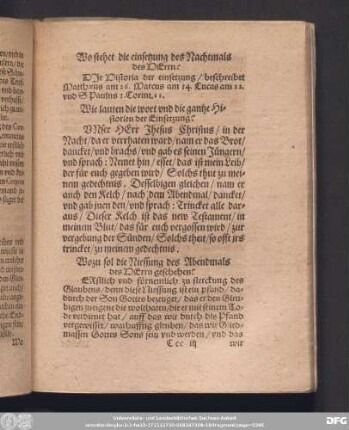 Wo stehet die einsetzung des Nachtmals
des HErrn?
DIe Historia der einsetzung / beschreibet
Mattheus am 26. Marcus am 14. Lucas am 22.
vnd S Paulus 1 Corint. 11.
Wie lauten die wort vnd die gantze Hi-
storien der Einsetzung?
VNser HErr Jhesus Christus / in der
Nacht / da er verrhaten ward / nam er das Brot /
dancket / vnd brachs / vnd gab es seinen Jüngern /
vnd sprach: Nemet hin / esset / das ist mein Leib /
der für euch gegeben wird / Solchs thut zu mei-
nem gedechtnis. Desselbigen gleichen / nam er
auch den Kelch / nach dem Abendmal / dancket /
vnd gab jnen den / vnd sprach: Trincket alle dar-
aus / Dieser Kelch ist das new Testament / in
meinem Blut / das für euch vergossen wird / zur
vergebung der Sünden / Solchs thut / so offt jrs
trincket / zu meinem gedechtnis.
Wozu sol die Niessung des Abendmals
des HErrn geschehen?
ERstlich vnd fürnemlich zu sterckung des
Glaubens / denn diese Niessung ist ein pfand / da-
durch der Son Gottes bezeuget / das er den Gleu-
bigen zueigene die wolthaten / die er mit seinem To-
de verdienet hat / auff das wir durch dis Pfand
vergewisset / warhafftig gleuben / das wir Glied-
massen Gottes Sons sein vnd werden / vnd das
Ccc iij wir